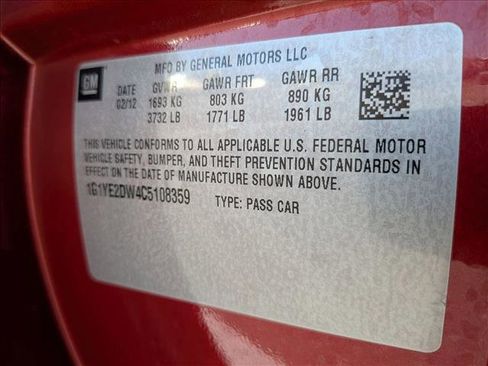 GM
MFD BY GENERAL MOTORS LLC
DATE GVWR GAWR FRT GAWR RR
02/12 1693 KG 803 KG 890 KG
3732 LB 1771 LB 1961 LB
THIS VEHICLE CONFORMS TO ALL APPLICABLE U.S. FEDERAL MOTOR
VEHICLE SAFETY, BUMPER, AND THEFT PREVENTION STANDARDS IN
EFFECT ON THE DATE OF MANUFACTURE SHOWN ABOVE.
1G1YE2DW4C5108359 TYPE: PASS CAR